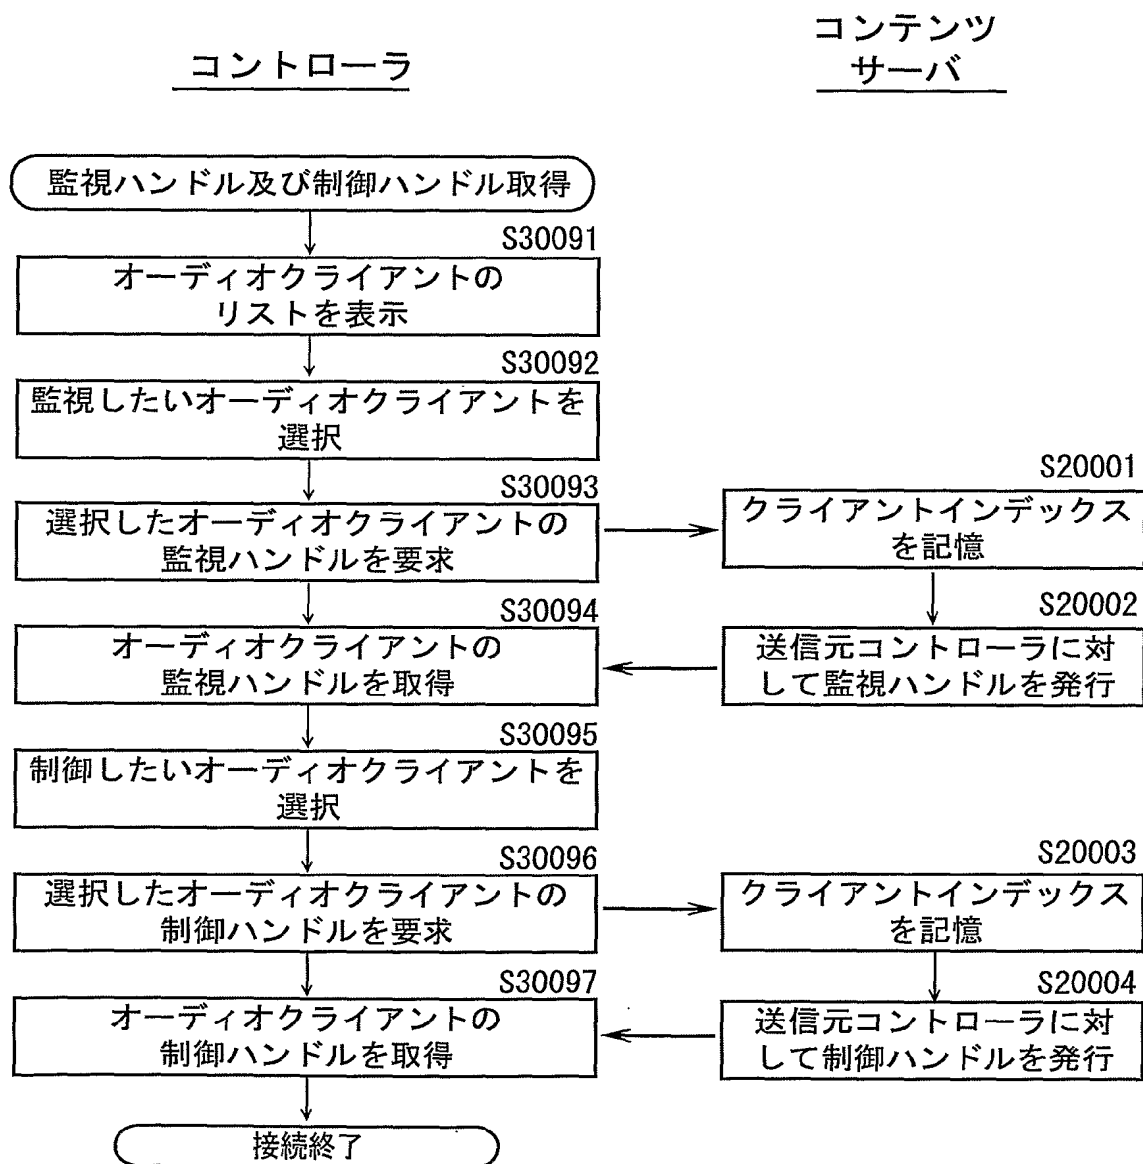 コントローラ
コンテンツ
サーバ
監視ハンドル及び制御ハンドル取得
S30091
オーディオクライアントの
リストを表示
S30092
監視したいオーディオクライアントを
選択
S30093
選択したオーディオクライアントの
監視ハンドルを要求
S20001
クライアントインデックス
を記憶
S30094
オーディオクライアントの
監視ハンドルを取得
S20002
送信元コントローラに対
して監視ハンドルを発行
S30095
制御したいオーディオクライアントを
選択
S30096
選択したオーディオクライアントの
制御ハンドルを要求
S20003
クライアントインデックス
を記憶
S30097
オーディオクライアントの
制御ハンドルを取得
S20004
送信元コントローラに対
して制御ハンドルを発行
接続終了